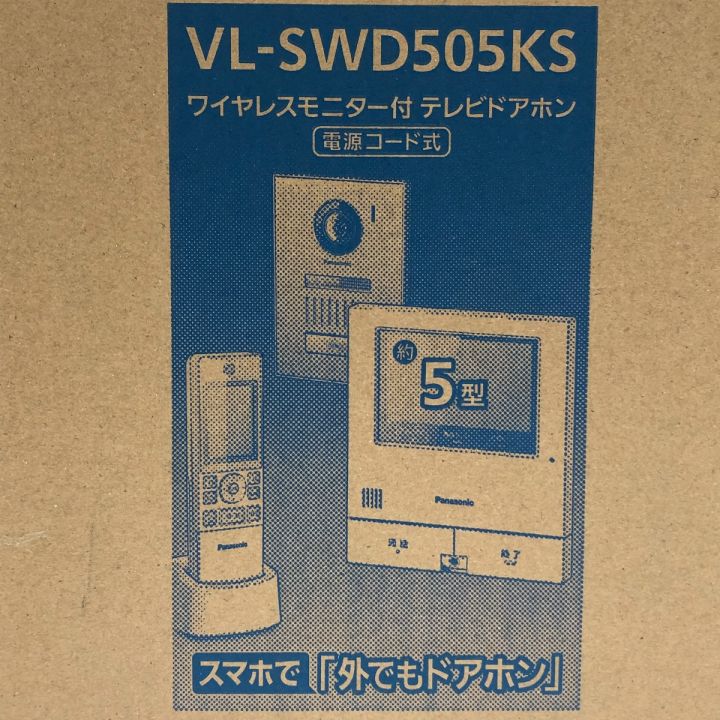 VL-SWD505KS
ワイヤレスモニター付 テレビドアホン
電源コード式
約
5型
Panasonic
通話
終了
Panasonic
スマホで「外でもドアホン」